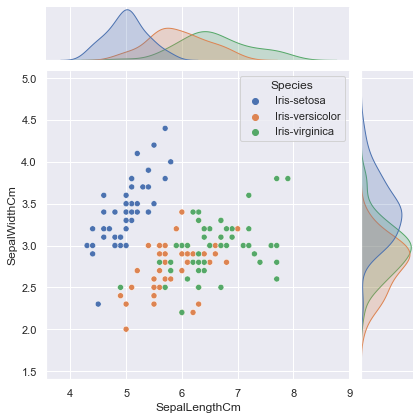 5.0
4.5
4.0
3.5
3.0
2.5
2.0
1.5
SepalWidthCm
Species
Iris-setosa
Iris-versicolor
Iris-virginica
4 5 6 7 8 9
SepalLengthCm